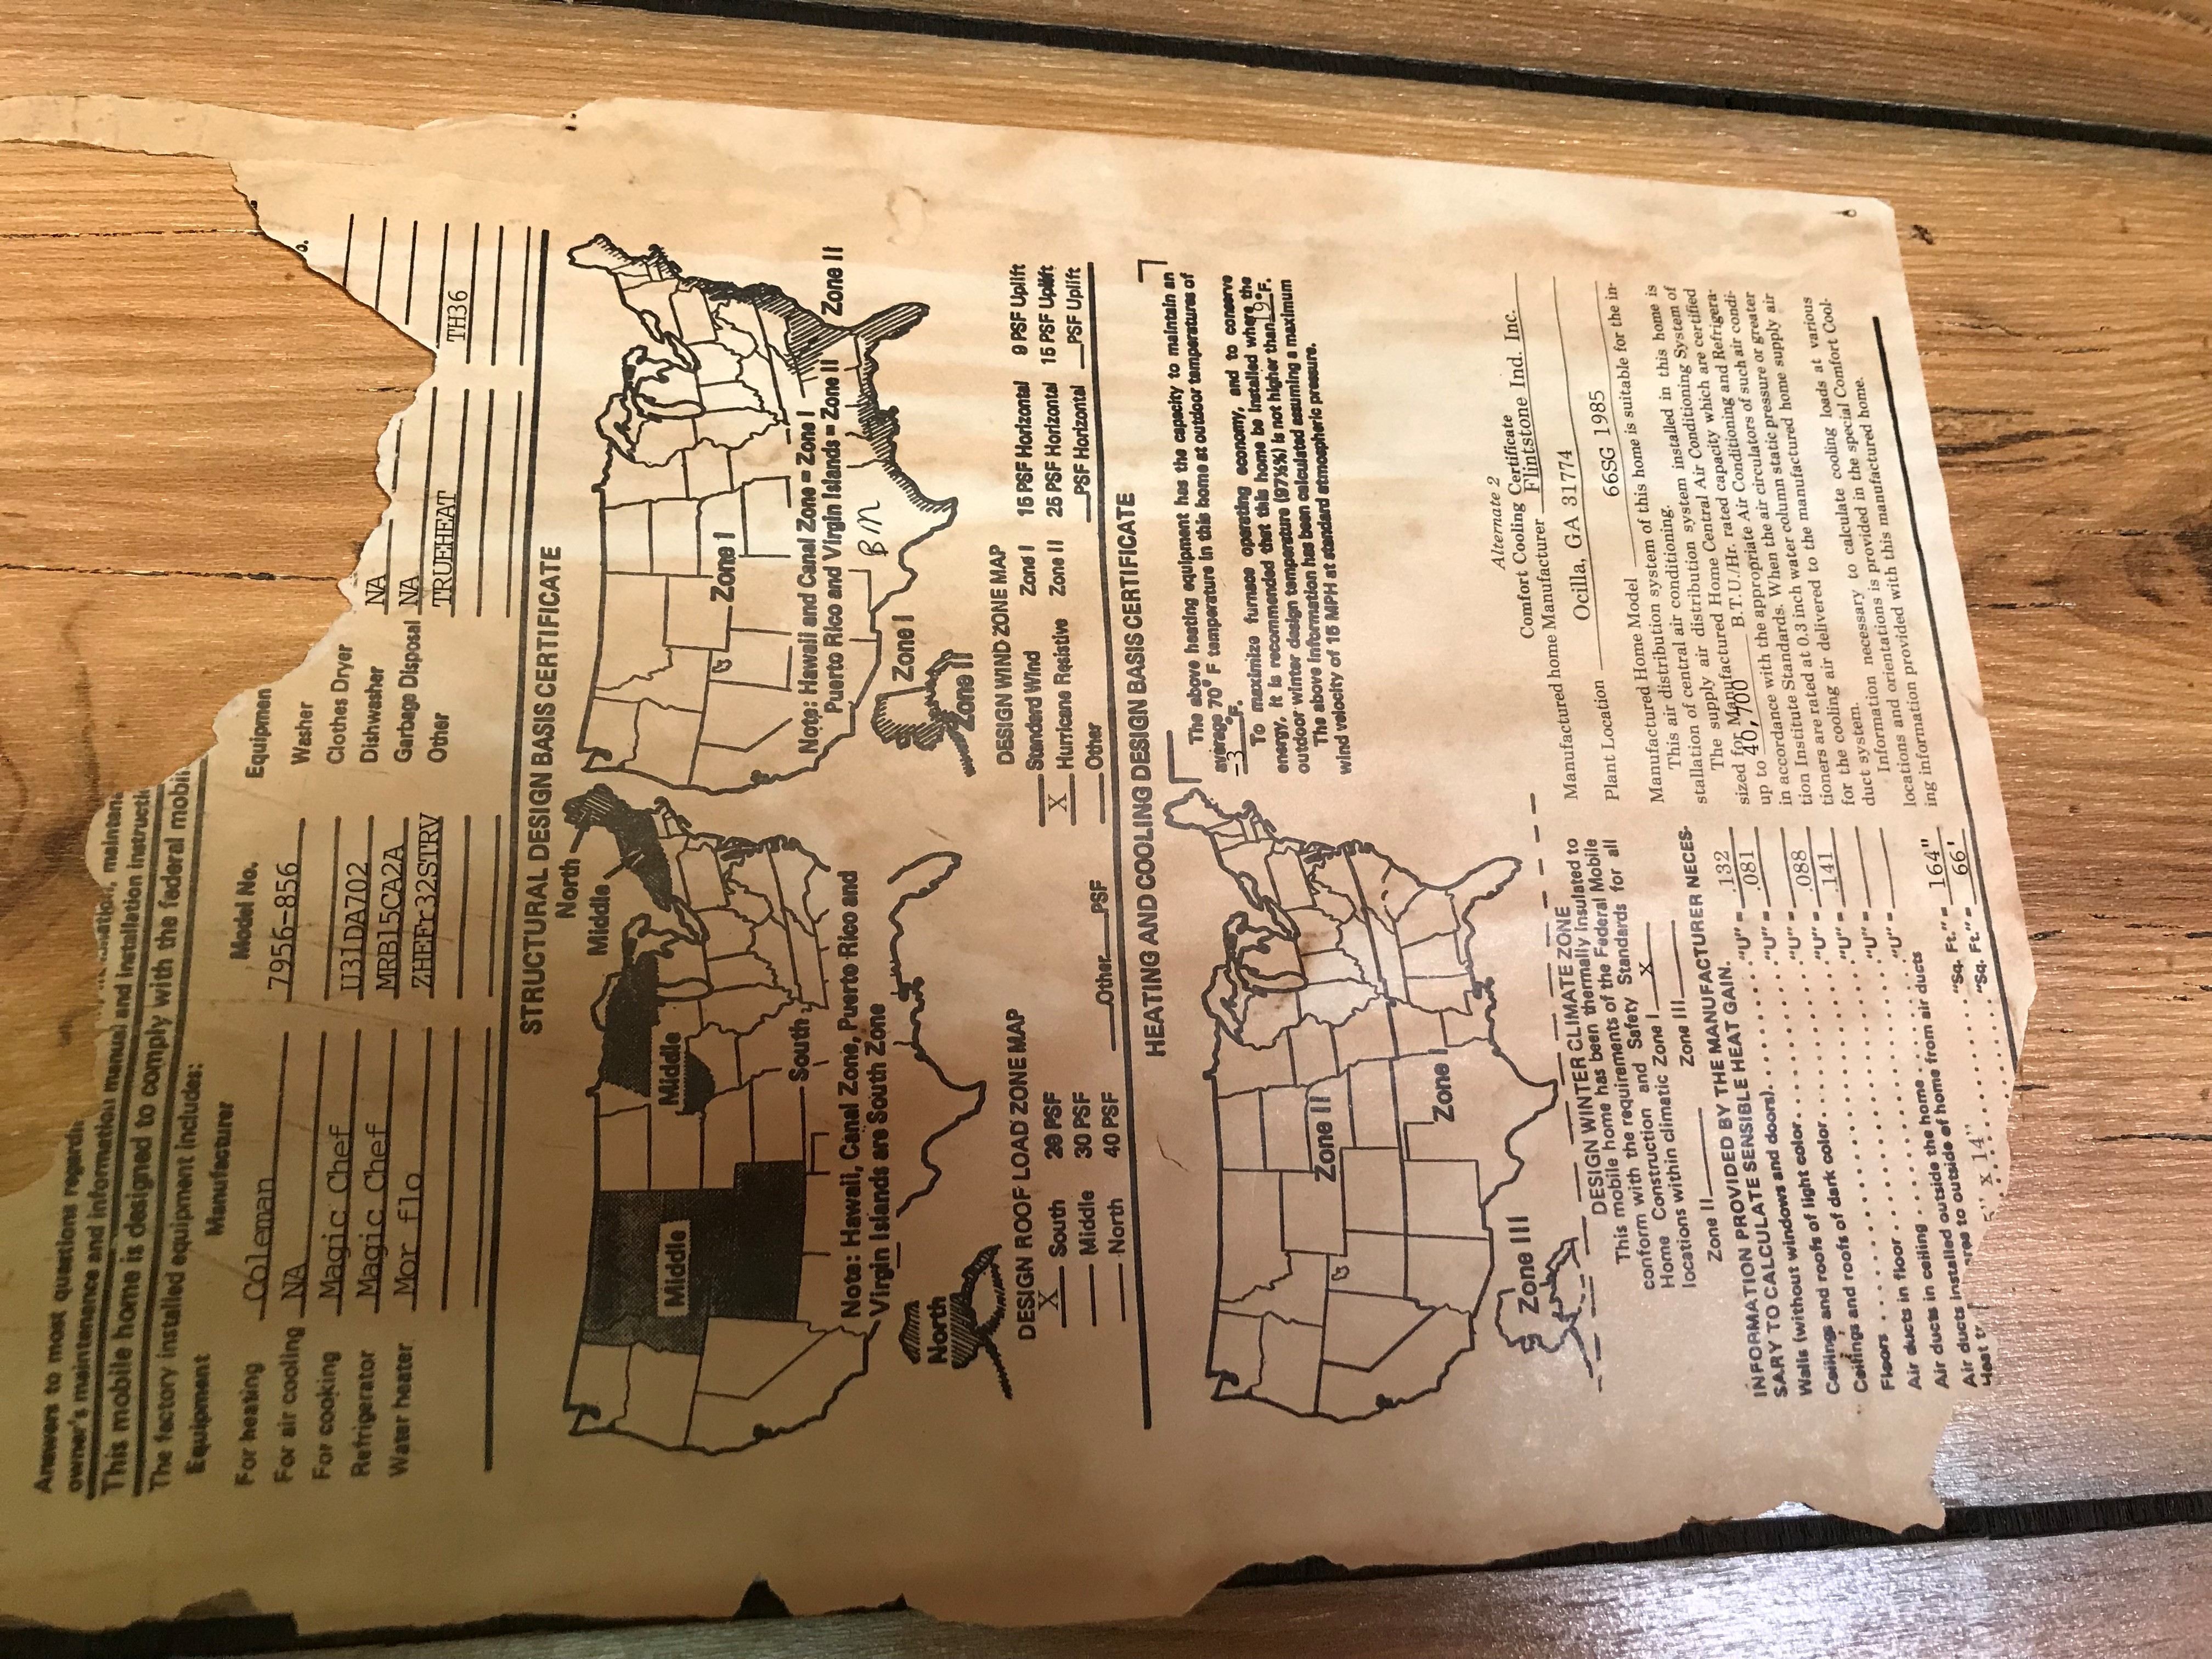 Answers to most questions regardin
owner's maintenance and information manual and installation instructi
This mobile home is designed to comply with the federal mobil
The factory installed equipment includes:
Equipment Manufacturer Model No. Equipmen
For heating Coleman 7956-856 Washer
For air cooling NA Clothes Dryer
For cooking Magic Chef U31DA702 Dishwasher NA
Refrigerator Magic Chef MRB15CA2A Garbage Disposal NA
Water heater Mor flo ZHEFr32STRV Other TRUEHEAT TH36
STRUCTURAL DESIGN BASIS CERTIFICATE
North
Middle
Middle
Middle
South
North
Note: Hawaii, Canal Zone, Puerto Rico and
Virgin Islands are South Zone
DESIGN ROOF LOAD ZONE MAP
X South 20 PSF Other PSF
Middle 30 PSF
North 40 PSF
Zone I
Zone II
Note: Hawaii and Canal Zone = Zone I
Puerto Rico and Virgin Islands = Zone II
BM
Zone I
Zone II
DESIGN WIND ZONE MAP
Standard Wind Zone I 15 PSF Horizontal 9 PSF Uplift
X Hurricane Resistive Zone II 25 PSF Horizontal 15 PSF Uplift
Other PSF Horizontal PSF Uplift
HEATING AND COOLING DESIGN BASIS CERTIFICATE
Zone II
Zone I
Zone III
DESIGN WINTER CLIMATE ZONE
This mobile home has been thermally insulated to
conform with the requirements of the Federal Mobile
Home Construction and Safety Standards for all
locations within climatic Zone I X
Zone II Zone III
INFORMATION PROVIDED BY THE MANUFACTURER NECES-
SARY TO CALCULATE SENSIBLE HEAT GAIN.
Walls (without windows and doors). "U" = .132
Ceilings and roofs of light color. "U" = .081
Ceilings and roofs of dark color "U" =
Floors "U" = .088
Air ducts in floor "U" = .141
Air ducts in ceiling "U" =
Air ducts installed outside the home "U" =
area to outside of home from air ducts
"Sq. Ft." = 164"
"Sq. Ft." = 66'
5" x 14"
The above heating equipment has the capacity to maintain an
average 70° F temperature in this home at outdoor temperatures of
-3 °F.
To maximize furnace operating economy, and to conserve
energy, it is recommended that this home be installed where the
outdoor winter design temperature (97½%) is not higher than 19 °F.
The above information has been calculated assuming a maximum
wind velocity of 15 MPH at standard atmospheric pressure.
Alternate 2
Comfort Cooling Certificate
Manufactured home Manufacturer Flintstone Ind. Inc.
Plant Location Ocilla, GA 31774
Manufactured Home Model 66SG 1985
This air distribution system of this home is suitable for the in-
stallation of central air conditioning.
The supply air distribution system installed in this home is
sized for Manufactured Home Central Air Conditioning System of
up to 40,700 B.T.U./Hr. rated capacity which are certified
in accordance with the appropriate Air Conditioning and Refrigera-
tion Institute Standards. When the air circulators of such air condi-
tioners are rated at 0.3 inch water column static pressure or greater
for the cooling air delivered to the manufactured home supply air
duct system.
Information necessary to calculate cooling loads at various
locations and orientations is provided in the special Comfort Cool-
ing information provided with this manufactured home.